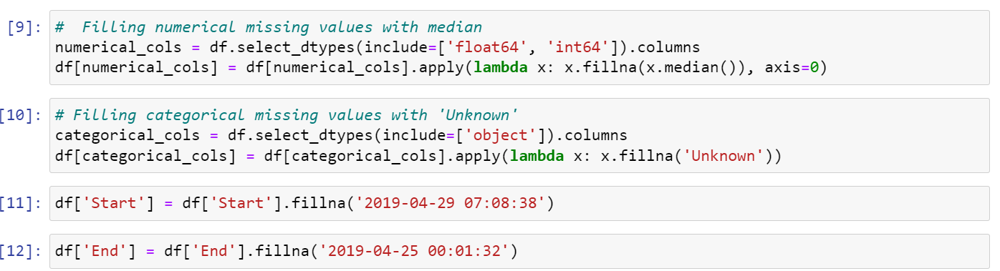 [9]: #  Filling numerical missing values with median
numerical_cols = df.select_dtypes(include=['float64', 'int64']).columns
df[numerical_cols] = df[numerical_cols].apply(lambda x: x.fillna(x.median()), axis=0)
[10]: # Filling categorical missing values with 'Unknown'
categorical_cols = df.select_dtypes(include=['object']).columns
df[categorical_cols] = df[categorical_cols].apply(lambda x: x.fillna('Unknown'))
[11]: df['Start'] = df['Start'].fillna('2019-04-29 07:08:38')
[12]: df['End'] = df['End'].fillna('2019-04-25 00:01:32')